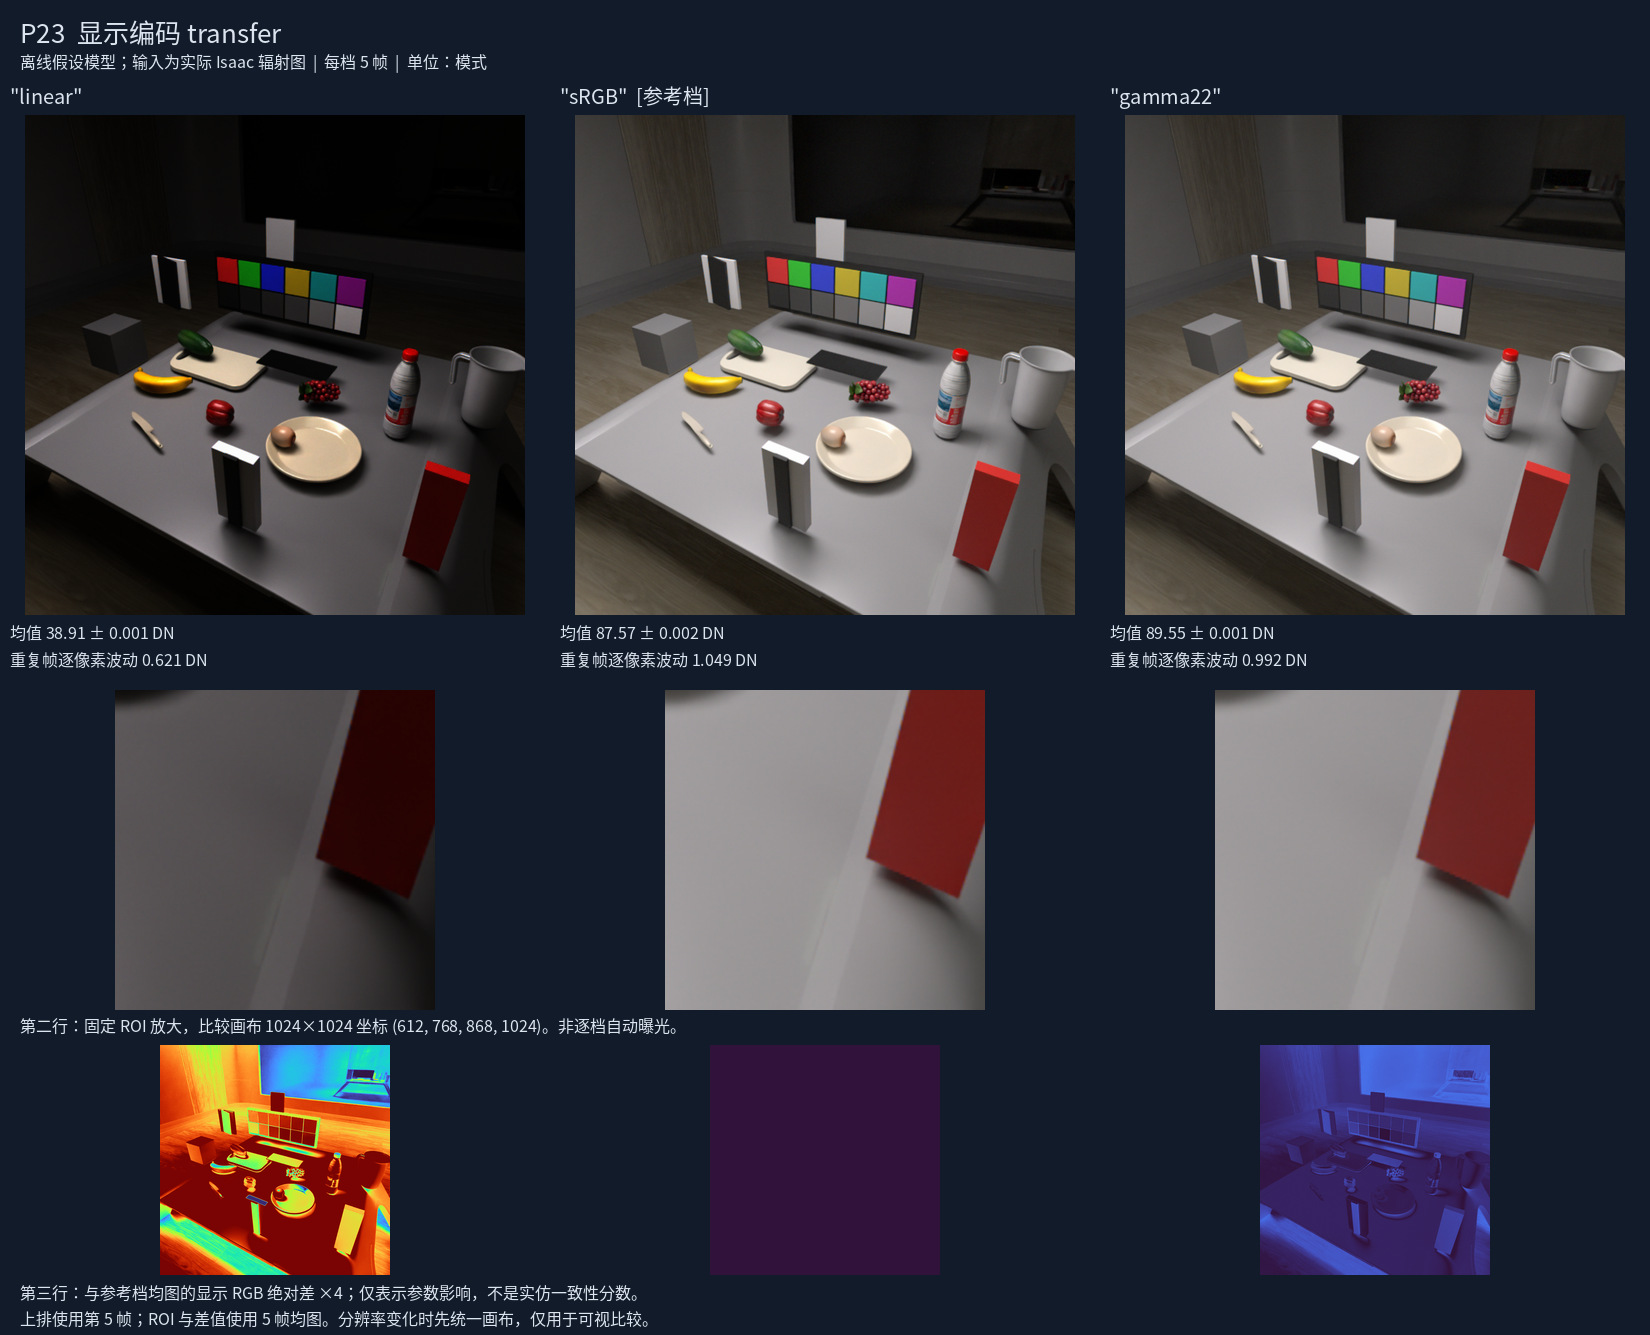 P23 显示编码 transfer
离线假设模型；输入为实际 Isaac 辐射图 | 每档 5 帧 | 单位：模式
"linear"
"sRGB" [参考档]
"gamma22"
均值 38.91 ± 0.001 DN
重复帧逐像素波动 0.621 DN
均值 87.57 ± 0.002 DN
重复帧逐像素波动 1.049 DN
均值 89.55 ± 0.001 DN
重复帧逐像素波动 0.992 DN
第二行：固定 ROI 放大，比较画布 1024×1024 坐标 (612, 768, 868, 1024)。非逐档自动曝光。
第三行：与参考档均图的显示 RGB 绝对差 ×4；仅表示参数影响，不是实仿一致性分数。
上排使用第 5 帧；ROI 与差值使用 5 帧均图。分辨率变化时先统一画布，仅用于可视比较。